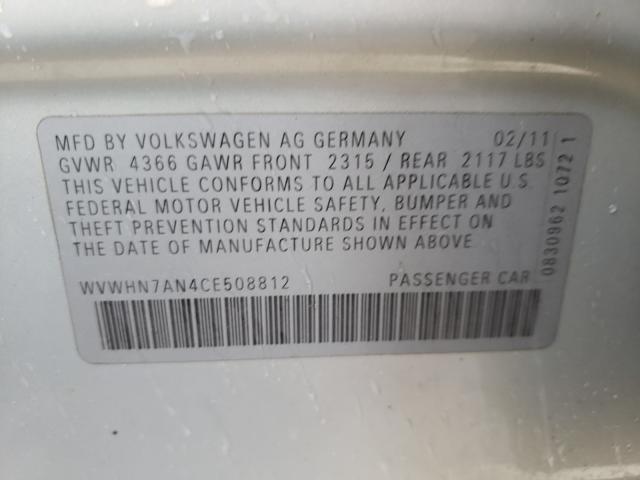 MFD BY VOLKSWAGEN AG GERMANY 02/11
GVWR 4366 GAWR FRONT 2315 / REAR 2117 LBS
THIS VEHICLE CONFORMS TO ALL APPLICABLE U.S.
FEDERAL MOTOR VEHICLE SAFETY, BUMPER AND
THEFT PREVENTION STANDARDS IN EFFECT ON
THE DATE OF MANUFACTURE SHOWN ABOVE
WVWHN7AN4CE508812 PASSENGER CAR
0830962 1072 1